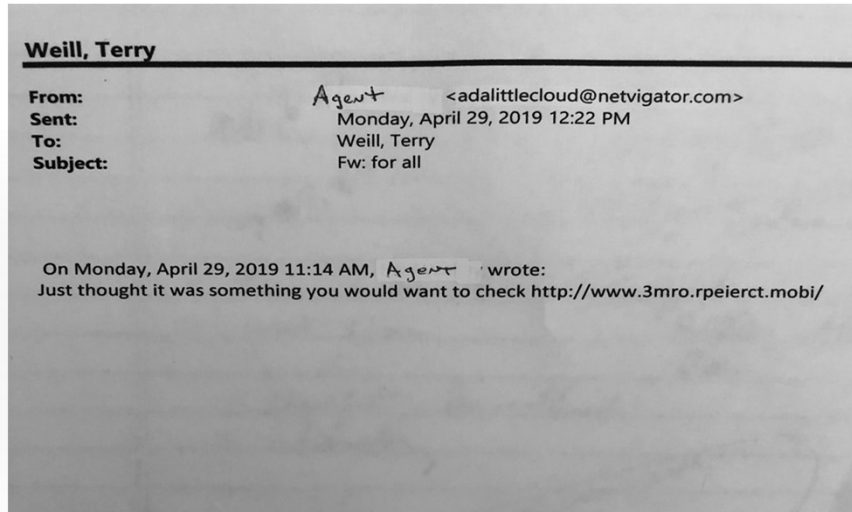 Weill, Terry
From: Agent <adalittlecloud@netvigator.com>
Sent: Monday, April 29, 2019 12:22 PM
To: Weill, Terry
Subject: Fw: for all
On Monday, April 29, 2019 11:14 AM, Agent wrote:
Just thought it was something you would want to check http://www.3mro.rpeierct.mobi/